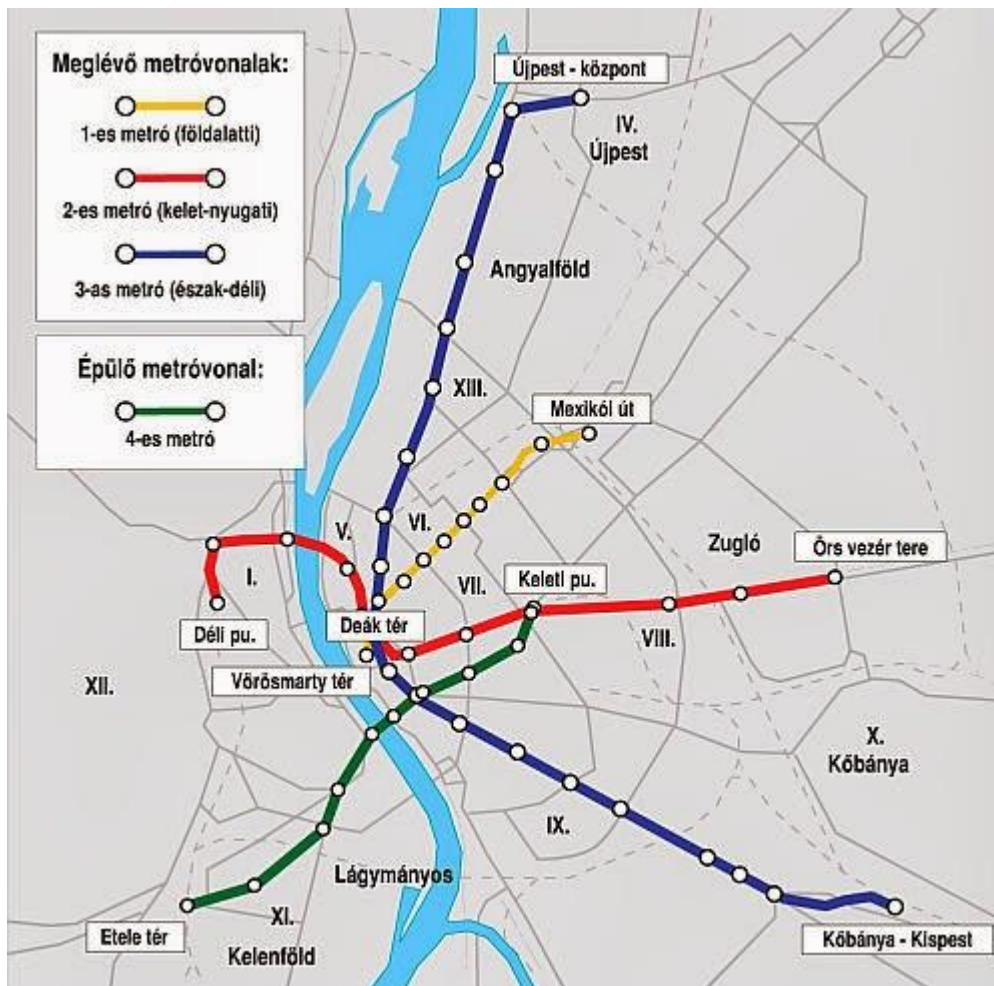 Meglévő metróvonalak:
1-es metró (földalatti)
2-es metró (kelet-nyugati)
3-as metró (észak-déli)
Épülő metróvonal:
4-es metró
Újpest - központ
IV.
Újpest
Angyalföld
XIII.
Mexikói út
V.
VI.
Zugló
Örs vezér tere
I.
VII.
Keleti pu.
Déli pu.
Deák tér
VIII.
Vörösmarty tér
XII.
X.
Kőbánya
IX.
Lágymányos
XI.
Etele tér
Kelenföld
Kőbánya - Kispest